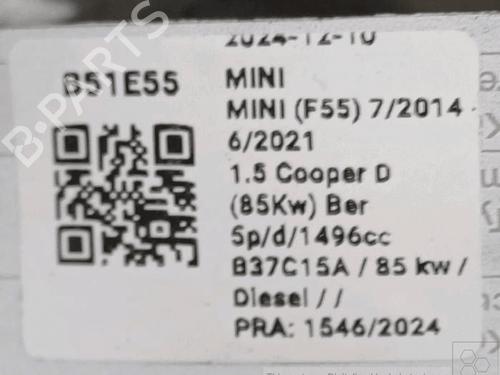 2024-12-10
B51E55
MINI
MINI (F55) 7/2014
6/2021
1.5 Cooper D
(85Kw) Ber
5p/d/1496cc
B37C15A / 85 kw /
Diesel / /
PRA: 1546/2024
B-PARTS